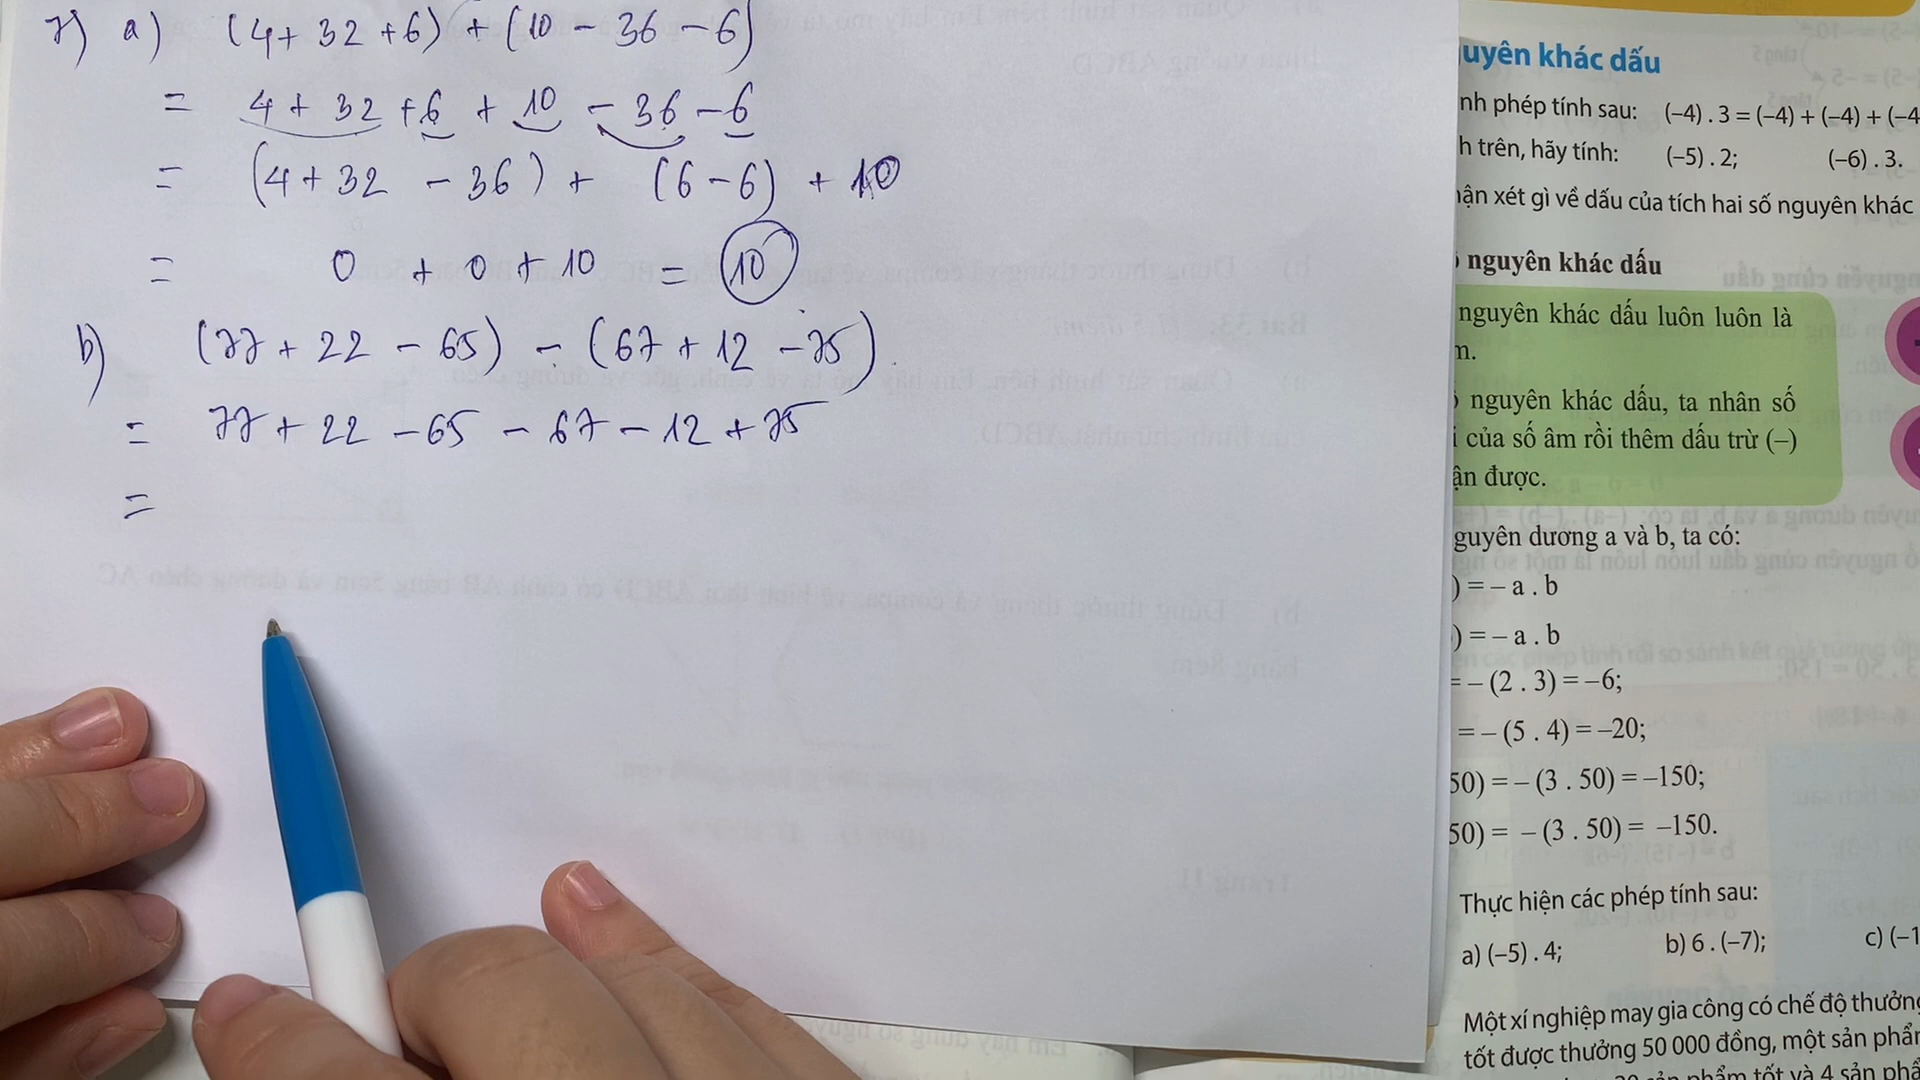 7) a) (4 + 32 + 6) + (10 - 36 - 6)
= 4 + 32 + 6 + 10 - 36 - 6
= (4 + 32 - 36) + (6 - 6) + 10
= 0 + 0 + 10 = 10
b) (77 + 22 - 65) - (67 + 12 - 75)
= 77 + 22 - 65 - 67 - 12 + 75
=
uyên khác dấu
nh phép tính sau: (–4) . 3 = (–4) + (–4) + (–4
h trên, hãy tính: (–5) . 2; (–6) . 3.
ận xét gì về dấu của tích hai số nguyên khác
nguyên khác dấu
nguyên khác dấu luôn luôn là
m.
nguyên khác dấu, ta nhân số
i của số âm rồi thêm dấu trừ (–)
ận được.
guyên dương a và b, ta có:
) = – a . b
) = – a . b
= – (2 . 3) = –6;
= – (5 . 4) = –20;
50) = – (3 . 50) = –150;
50) = – (3 . 50) = –150.
Thực hiện các phép tính sau:
a) (–5) . 4; b) 6 . (–7); c) (–1
Một xí nghiệp may gia công có chế độ thưởng
tốt được thưởng 50 000 đồng, một sản phẩm
sản phẩm tốt và 4 sản phẩ